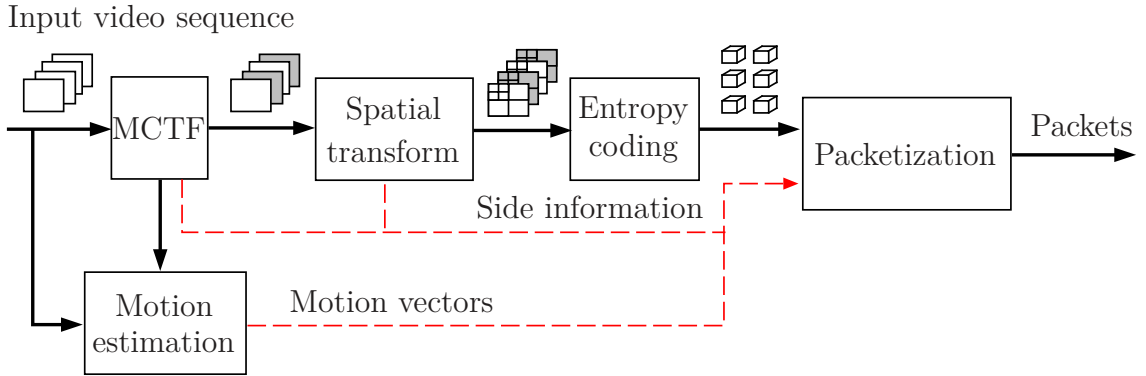 Input video sequence
MCTF
Spatial
transform
Entropy
coding
Packetization
Packets
Side information
Motion vectors
Motion
estimation